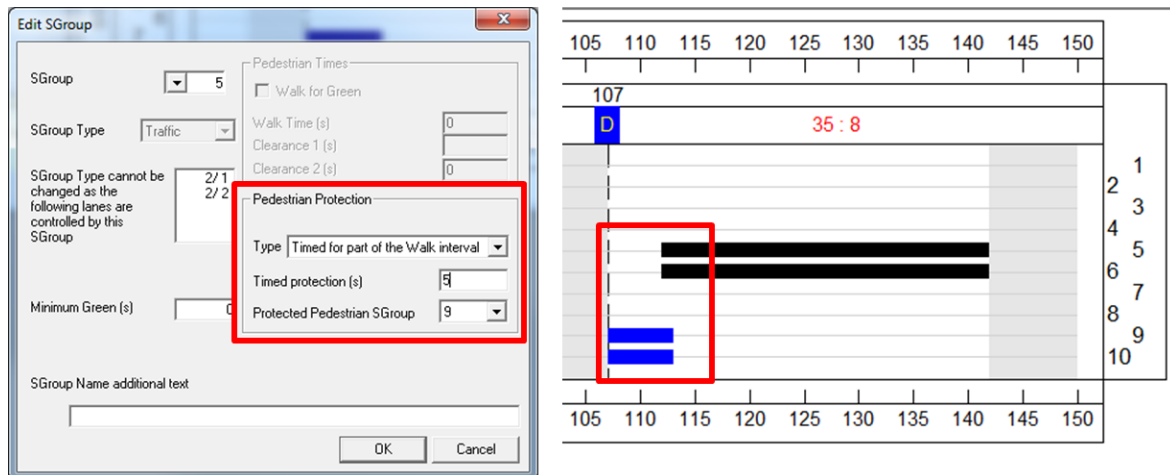 Edit SGroup
SGroup
5
SGroup Type
Traffic
SGroup Type cannot be
changed as the
following lanes are
controlled by this
SGroup
2/ 1
2/ 2
Minimum Green (s)
0
Pedestrian Times
Walk for Green
Walk Time (s)
0
Clearance 1 (s)
Clearance 2 (s)
0
Pedestrian Protection
Type
Timed for part of the Walk interval
Timed protection (s)
5
Protected Pedestrian SGroup
9
SGroup Name additional text
OK
Cancel
105 110 115 120 125 130 135 140 145 150
107
D
35 : 8
1
2
3
4
5
6
7
8
9
10
105 110 115 120 125 130 135 140 145 150